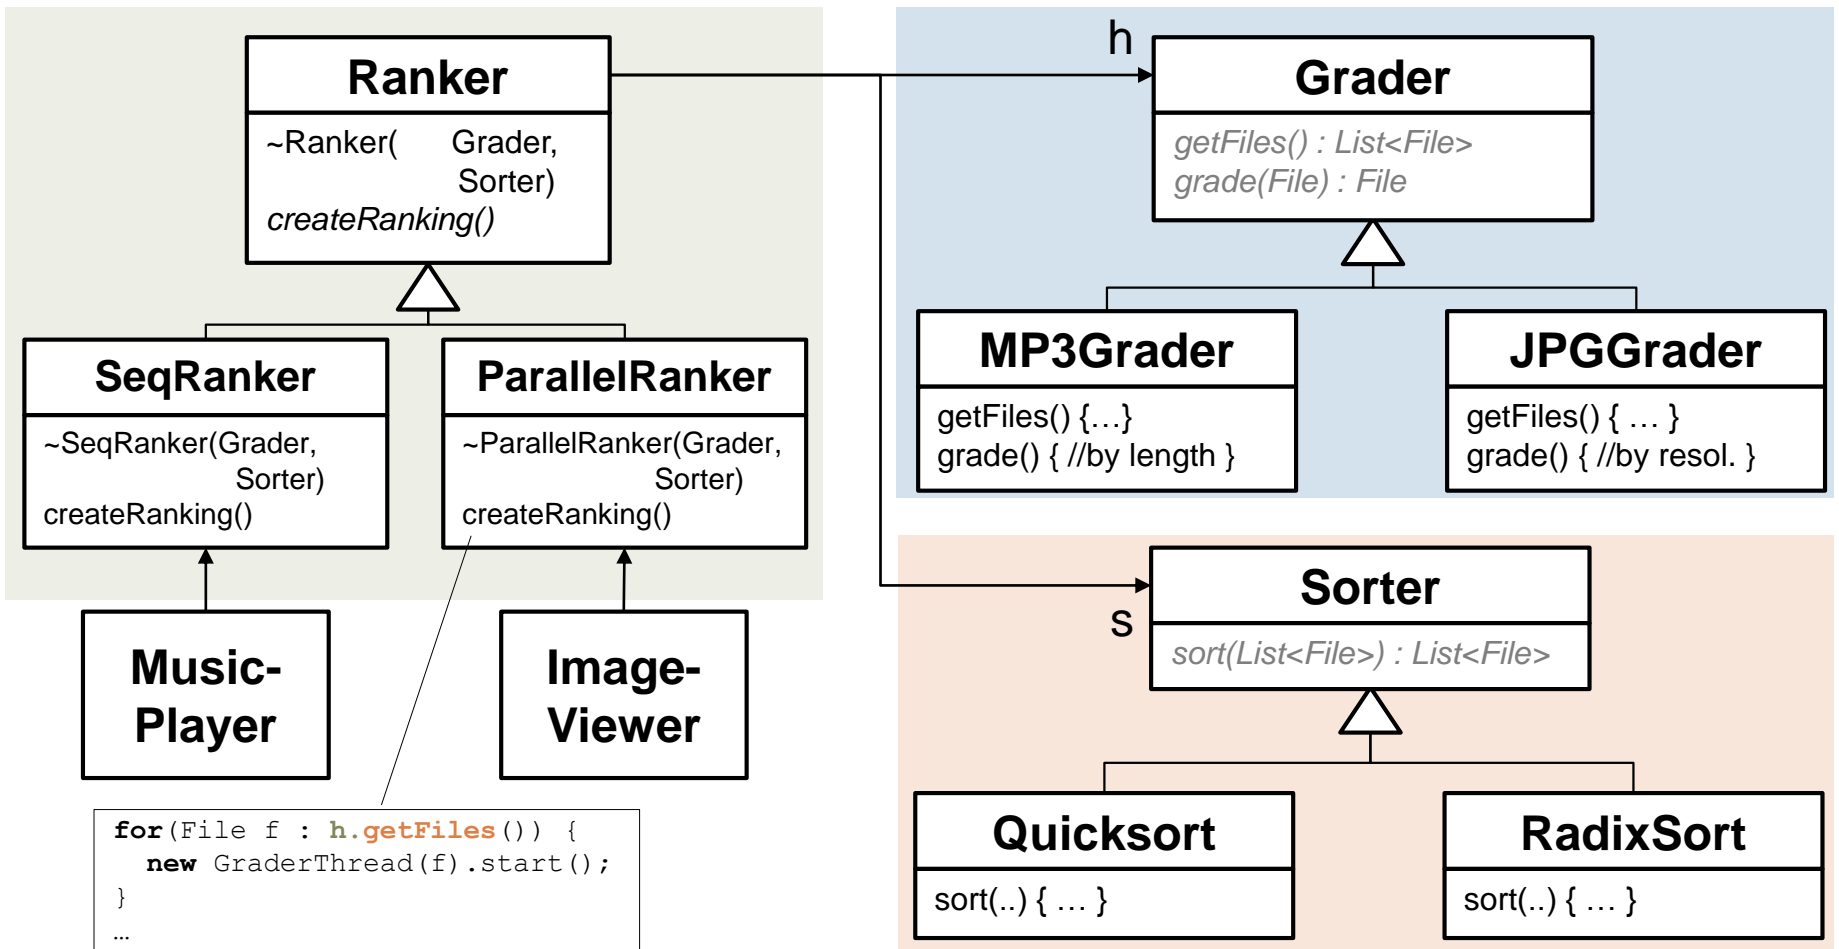 Ranker
~Ranker( Grader,
Sorter)
createRanking()
h
Grader
getFiles() : List<File>
grade(File) : File
SeqRanker
~SeqRanker(Grader,
Sorter)
createRanking()
ParallelRanker
~ParallelRanker(Grader,
Sorter)
createRanking()
MP3Grader
getFiles() {…}
grade() { //by length }
JPGGrader
getFiles() { … }
grade() { //by resol. }
Music-
Player
Image-
Viewer
s
Sorter
sort(List<File>) : List<File>
for(File f : h.getFiles()) {
new GraderThread(f).start();
}
…
Quicksort
sort(..) { … }
RadixSort
sort(..) { … }